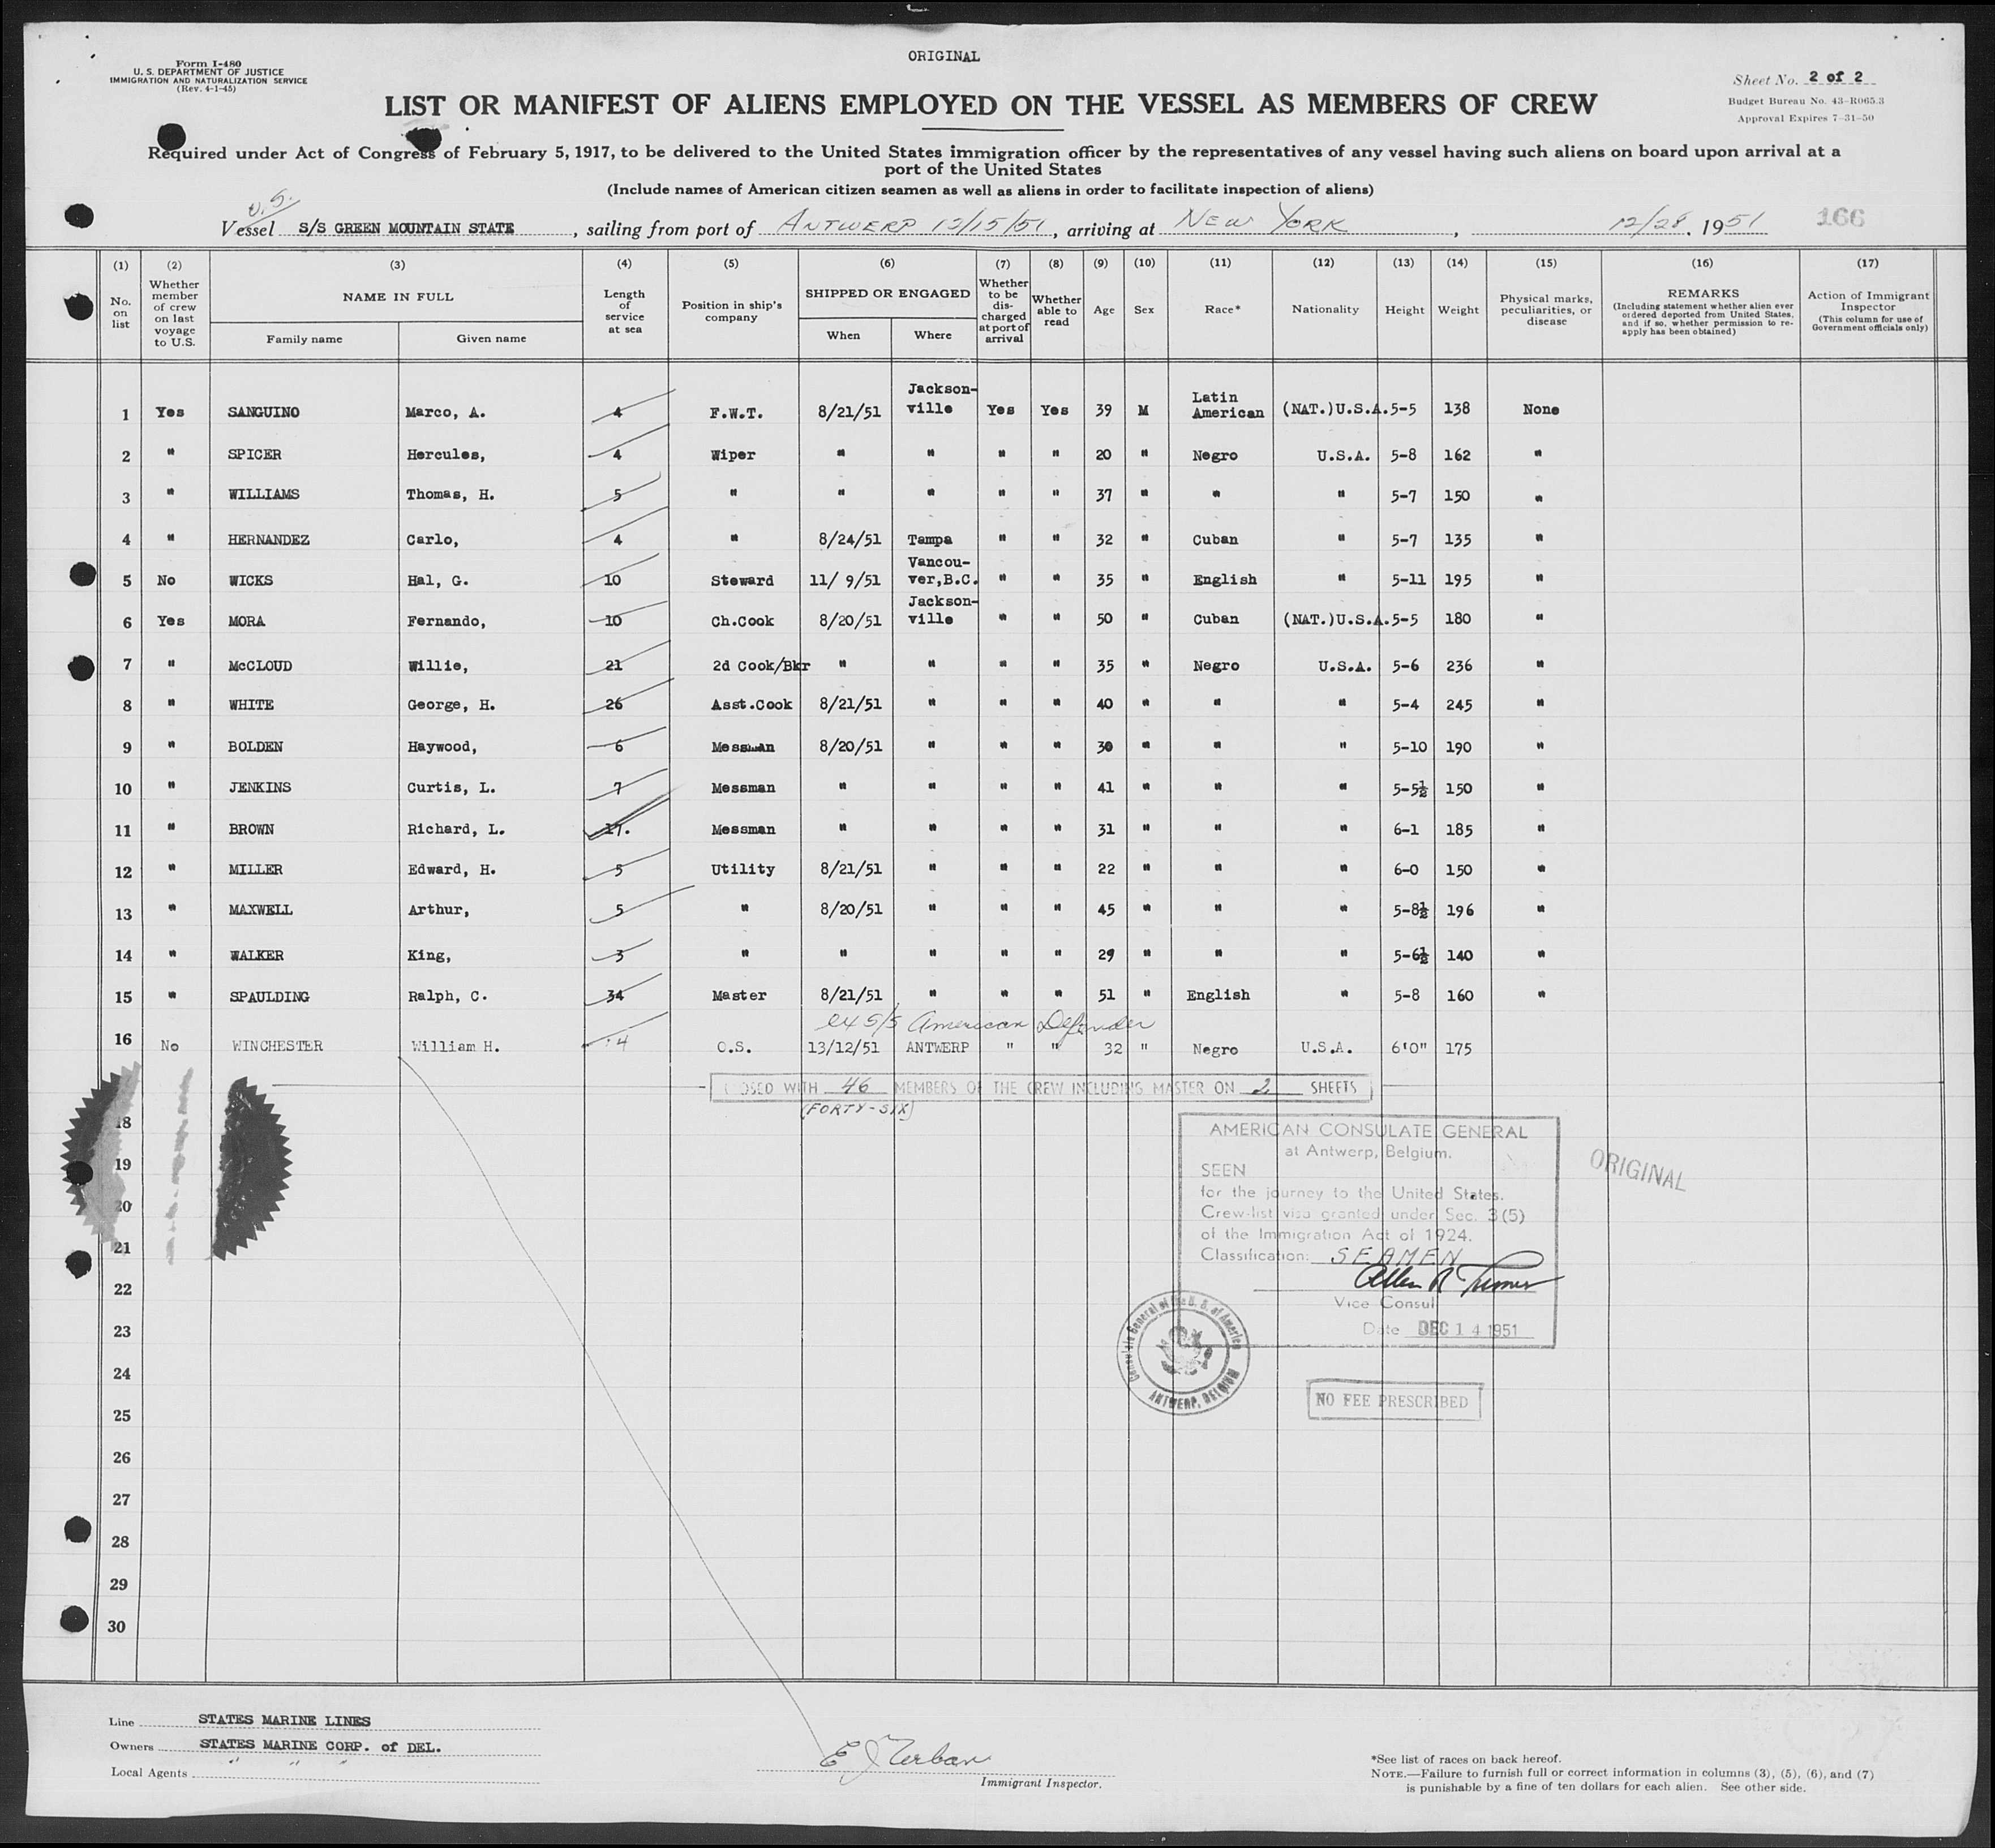 ORIGINAL
Form I-480
U. S. DEPARTMENT OF JUSTICE
IMMIGRATION AND NATURALIZATION SERVICE
(Rev. 4-1-45)
Sheet No. 2 of 2
Budget Bureau No. 43-R065.3
Approval Expires 7-31-50
LIST OR MANIFEST OF ALIENS EMPLOYED ON THE VESSEL AS MEMBERS OF CREW
Required under Act of Congress of February 5, 1917, to be delivered to the United States immigration officer by the representatives of any vessel having such aliens on board upon arrival at a
port of the United States
(Include names of American citizen seamen as well as aliens in order to facilitate inspection of aliens)
U.S.
Vessel S/S GREEN MOUNTAIN STATE, sailing from port of ANTWERP 12/15/51, arriving at NEW YORK, 12/28, 1951 166
(1) (2) (3) (4) (5) (6) (7) (8) (9) (10) (11) (12) (13) (14) (15) (16) (17)
No. on list
Whether member of crew on last voyage to U.S.
NAME IN FULL
Family name
Given name
Length of service at sea
Position in ship's company
SHIPPED OR ENGAGED
When
Where
Whether to be discharged at port of arrival
Whether able to read
Age
Sex
Race*
Nationality
Height
Weight
Physical marks, peculiarities, or disease
REMARKS
(Including statement whether alien ever ordered deported from United States, and if so, whether permission to reapply has been obtained)
Action of Immigrant Inspector
(This column for use of Government officials only)
1 Yes SANGUINO Marco, A. 4 F.W.T. 8/21/51 Jackson-ville Yes Yes 39 M Latin American (NAT.)U.S.A. 5-5 138 None
2 " SPICER Hercules, 4 Wiper " " " " 20 " Negro U.S.A. 5-8 162 "
3 " WILLIAMS Thomas, H. 5 " " " " " 37 " " " 5-7 150 "
4 " HERNANDEZ Carlo, 4 " 8/24/51 Tampa " " 32 " Cuban " 5-7 135 "
5 No WICKS Hal, G. 10 Steward 11/ 9/51 Vancou-ver,B.C. " " 35 " English " 5-11 195 "
6 Yes MORA Fernando, 10 Ch.Cook 8/20/51 Jackson-ville " " 50 " Cuban (NAT.)U.S.A. 5-5 180 "
7 " McCLOUD Willie, 21 2d Cook/Bkr " " " " 35 " Negro U.S.A. 5-6 236 "
8 " WHITE George, H. 26 Asst.Cook 8/21/51 " " " 40 " " " 5-4 245 "
9 " BOLDEN Haywood, 6 Messman 8/20/51 " " " 30 " " " 5-10 190 "
10 " JENKINS Curtis, L. 7 Messman " " " " 41 " " " 5-5½ 150 "
11 " BROWN Richard, L. 17. Messman " " " " 31 " " " 6-1 185 "
12 " MILLER Edward, H. 5 Utility 8/21/51 " " " 22 " " " 6-0 150 "
13 " MAXWELL Arthur, 5 " 8/20/51 " " " 45 " " " 5-8½ 196 "
14 " WALKER King, 3 " " " " " 29 " " " 5-6½ 140 "
15 " SPAULDING Ralph, C. 34 Master 8/21/51 " " " 51 " English " 5-8 160 "
ex S/S American Defender
16 No WINCHESTER William H. 4 O.S. 13/12/51 ANTWERP " " 32 " Negro U.S.A. 6'0" 175
CLOSED WITH 46 MEMBERS OF THE CREW INCLUDING MASTER ON 2 SHEETS
(FORTY-SIX)
18
19
20
21
22
23
24
25
26
27
28
29
30
AMERICAN CONSULATE GENERAL
at Antwerp, Belgium.
SEEN
for the journey to the United States.
Crew-list visa granted under Sec. 3(5)
of the Immigration Act of 1924.
Classification: SEAMEN
Allen R Turner
Vice Consul
Date DEC 14 1951
ORIGINAL
Consulate General of the U. S. of America
ANTWERP, BELGIUM
NO FEE PRESCRIBED
Line STATES MARINE LINES
Owners STATES MARINE CORP. of DEL.
Local Agents " " "
Immigrant Inspector.
*See list of races on back hereof.
NOTE.—Failure to furnish full or correct information in columns (3), (5), (6), and (7)
is punishable by a fine of ten dollars for each alien. See other side.